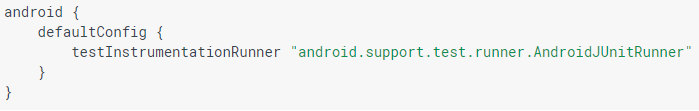 android {
    defaultConfig {
        testInstrumentationRunner "android.support.test.runner.AndroidJUnitRunner"
    }
}